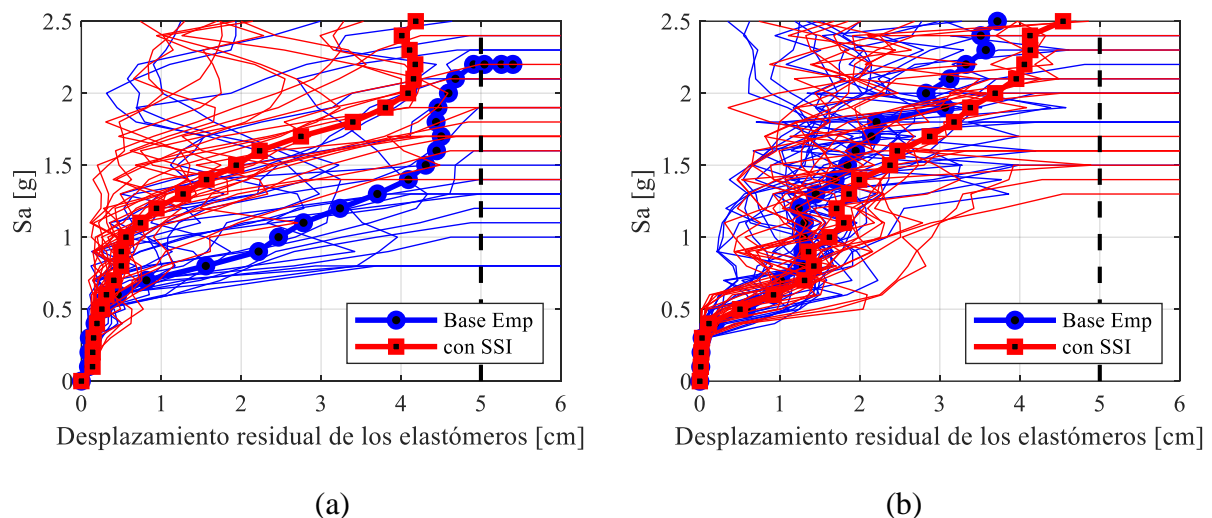 2.5
2
1.5
1
0.5
0
Sa [g]
0 1 2 3 4 5 6
Desplazamiento residual de los elastómeros [cm]
Base Emp
con SSI
(a)
2.5
2
1.5
1
0.5
0
Sa [g]
0 1 2 3 4 5 6
Desplazamiento residual de los elastómeros [cm]
Base Emp
con SSI
(b)